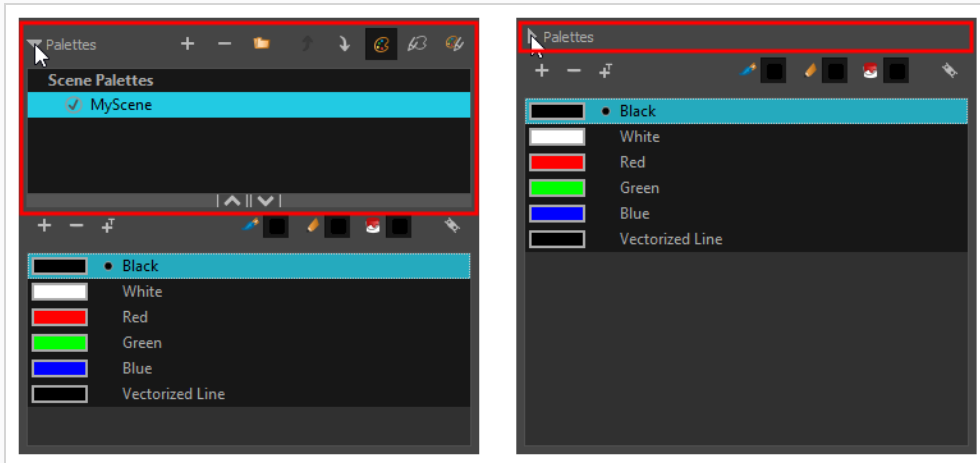 Palettes
Scene Palettes
MyScene
Black
White
Red
Green
Blue
Vectorized Line
Palettes
Black
White
Red
Green
Blue
Vectorized Line